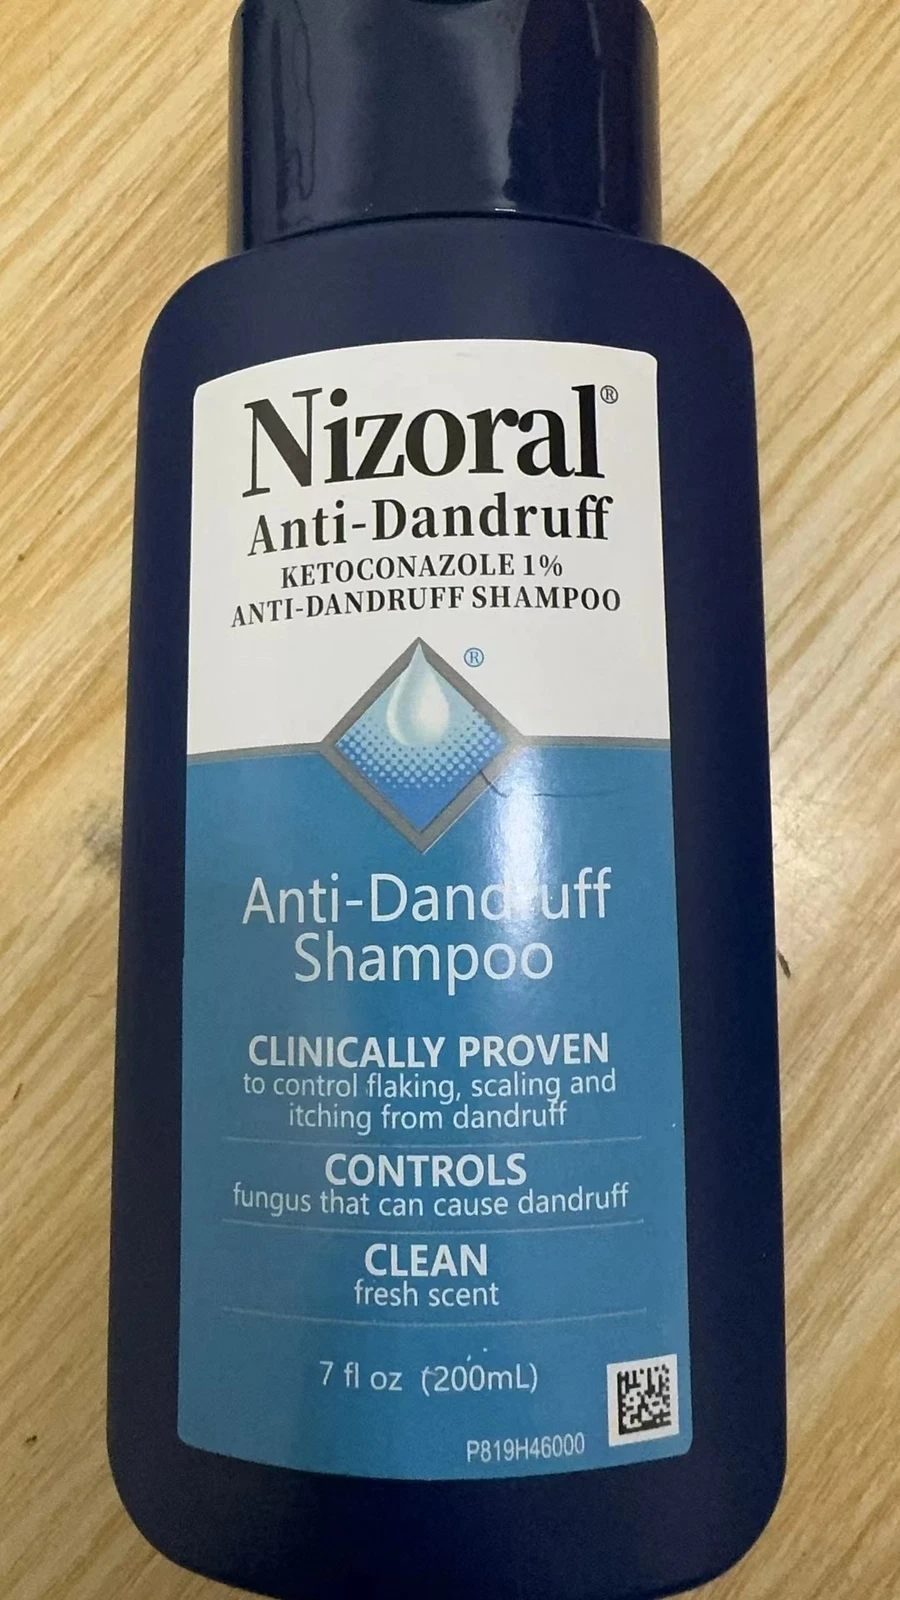 Nizoral®
Anti-Dandruff
KETOCONAZOLE 1%
ANTI-DANDRUFF SHAMPOO
®
Anti-Dandruff
Shampoo
CLINICALLY PROVEN
to control flaking, scaling and
itching from dandruff
CONTROLS
fungus that can cause dandruff
CLEAN
fresh scent
7 fl oz (200mL)
P819H46000